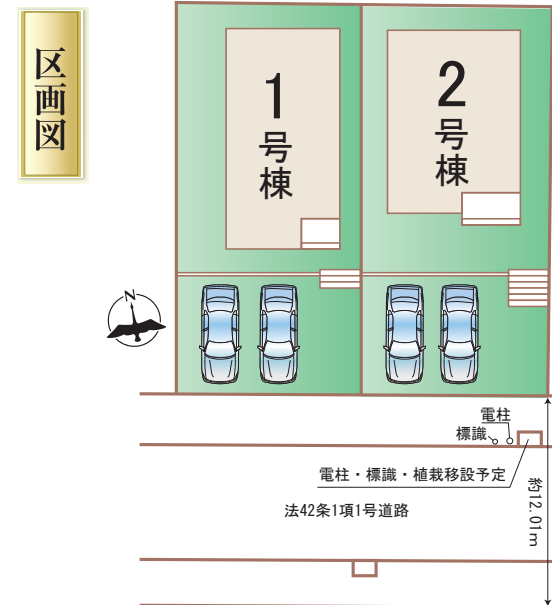 区画図
1号棟
2号棟
N
電柱
標識
電柱・標識・植栽移設予定
法42条1項1号道路
約12.01m